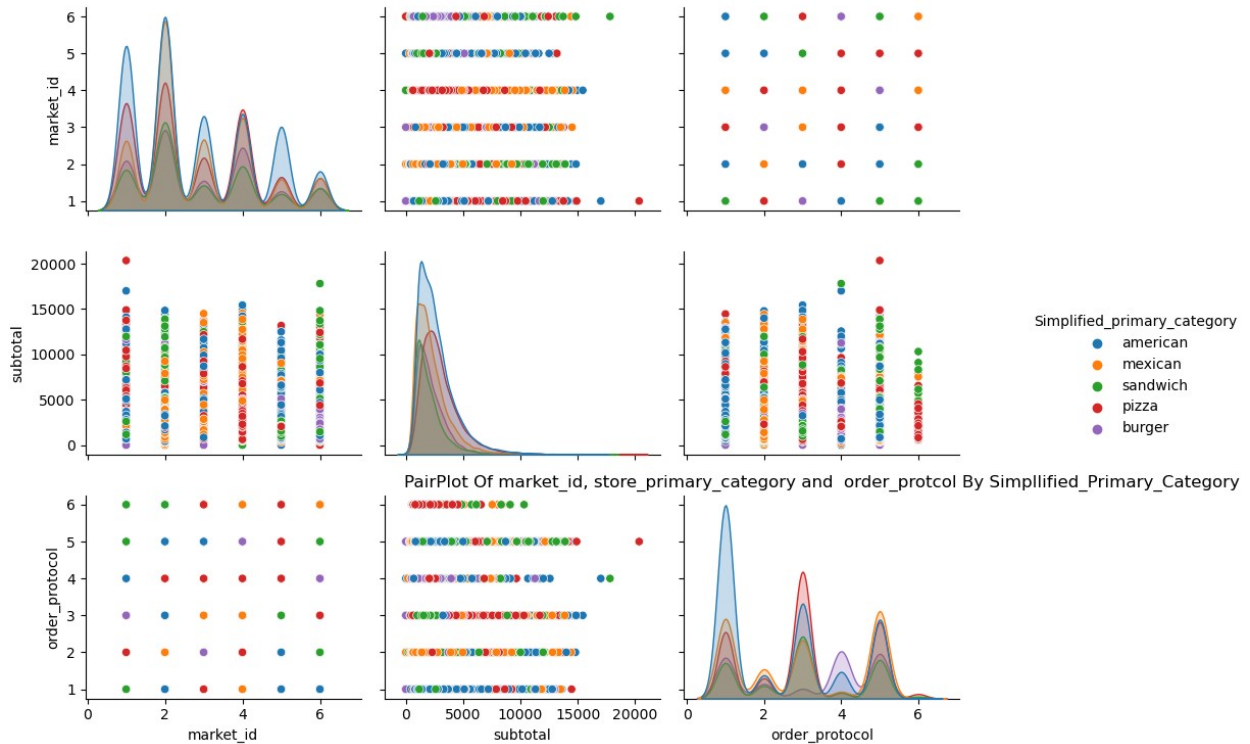 6
5
4
3
2
1
market_id
20000
15000
10000
5000
0
subtotal
Simplified_primary_category
american
mexican
sandwich
pizza
burger
PairPlot Of market_id, store_primary_category and  order_protcol By Simpllified_Primary_Category
6
5
4
3
2
1
order_protocol
0 2 4 6
market_id
0 5000 10000 15000 20000
subtotal
0 2 4 6
order_protocol